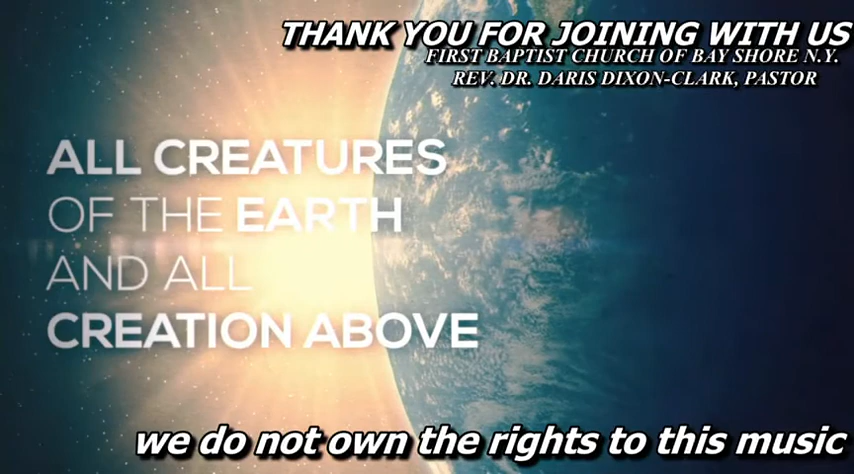 THANK YOU FOR JOINING WITH US
FIRST BAPTIST CHURCH OF BAY SHORE N.Y.
REV. DR. DARIS DIXON-CLARK, PASTOR
ALL CREATURES
OF THE EARTH
AND ALL
CREATION ABOVE
we do not own the rights to this music